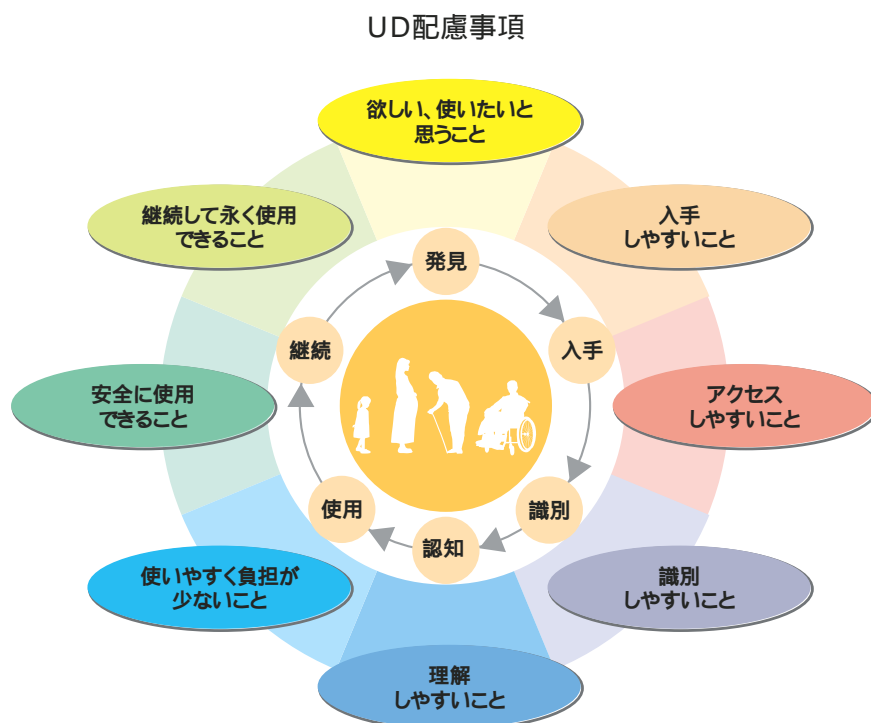 UD配慮事項
欲しい、使いたいと
思うこと
入手
しやすいこと
アクセス
しやすいこと
識別
しやすいこと
理解
しやすいこと
使いやすく負担が
少ないこと
安全に使用
できること
継続して永く使用
できること
発見
入手
識別
認知
使用
継続